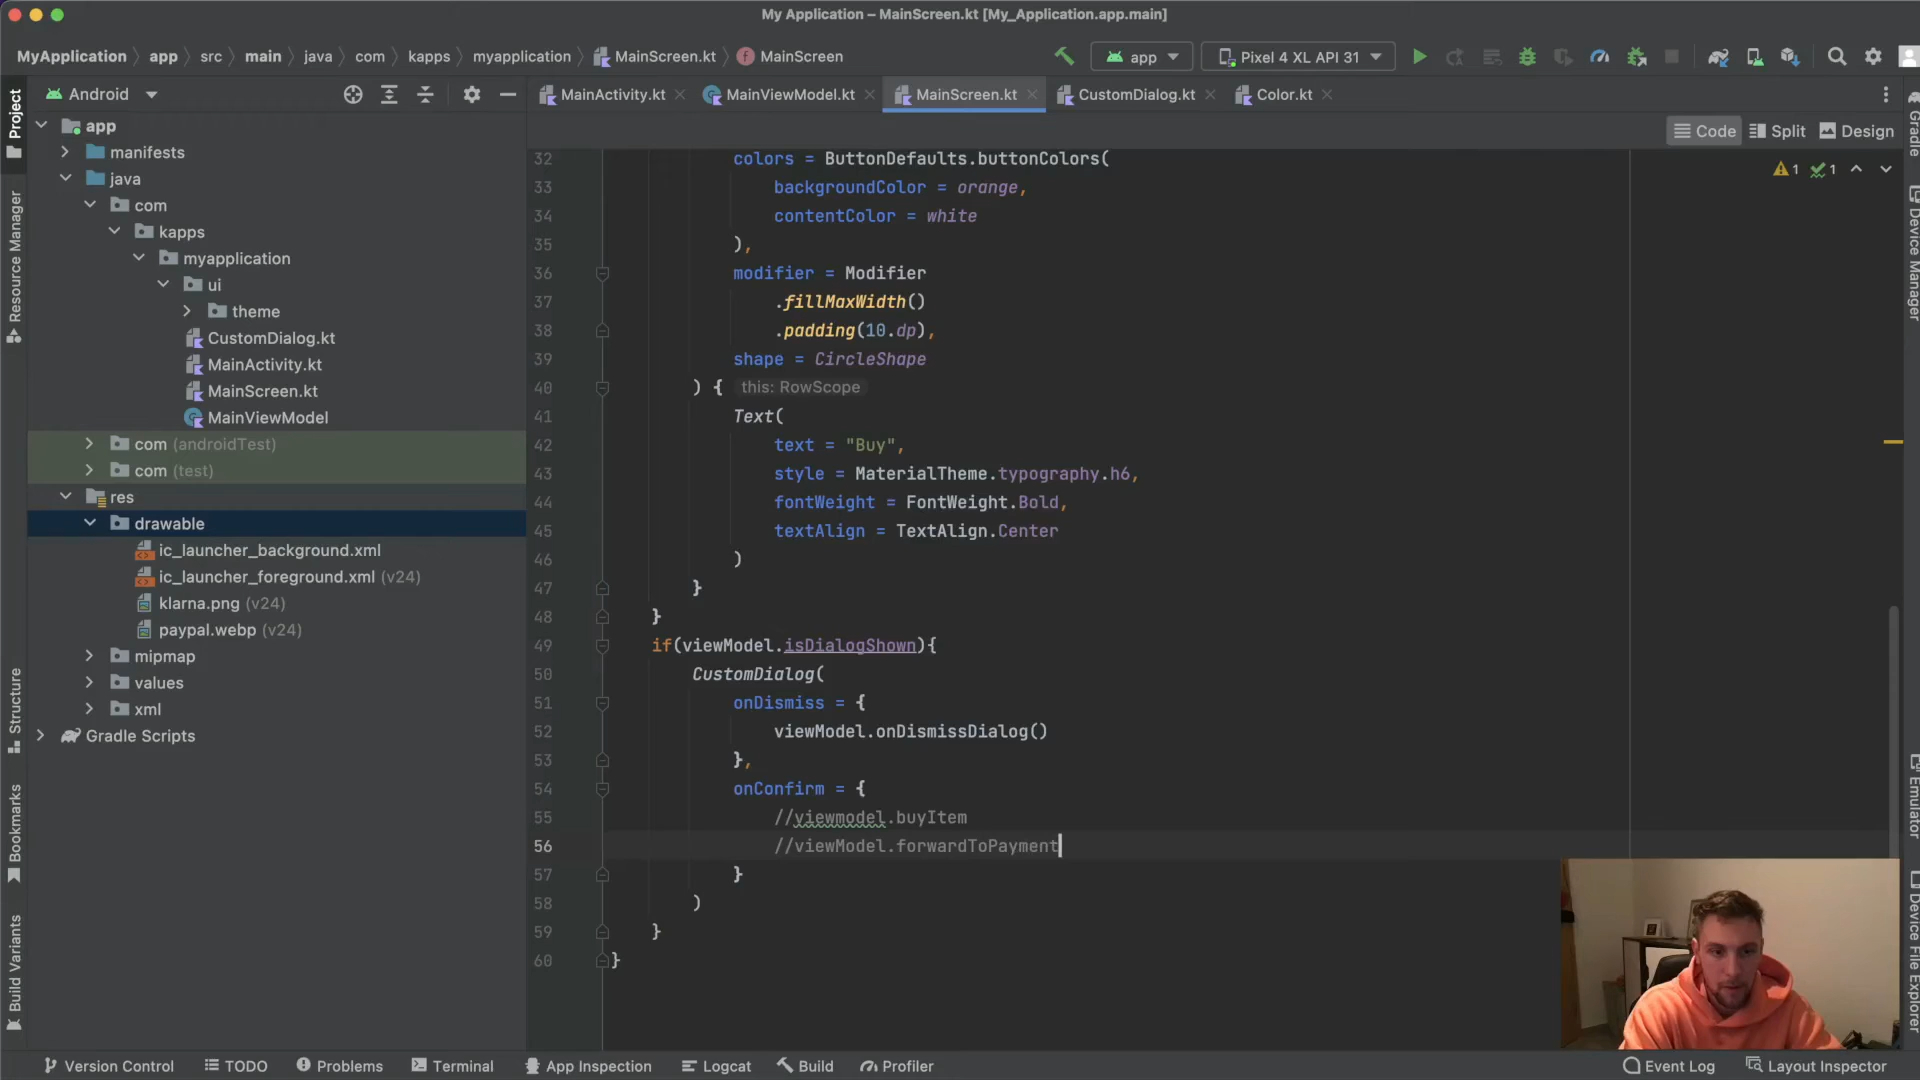 My Application – MainScreen.kt [My_Application.app.main]
MyApplication app src main java com kapps myapplication MainScreen.kt MainScreen
app Pixel 4 XL API 31
Android
MainActivity.kt MainViewModel.kt MainScreen.kt CustomDialog.kt Color.kt
Code Split Design
1 1
Project
Resource Manager
Structure
Bookmarks
Build Variants
app
manifests
java
com
kapps
myapplication
ui
theme
CustomDialog.kt
MainActivity.kt
MainScreen.kt
MainViewModel
com (androidTest)
com (test)
res
drawable
ic_launcher_background.xml
ic_launcher_foreground.xml (v24)
klarna.png (v24)
paypal.webp (v24)
mipmap
values
xml
Gradle Scripts
32 colors = ButtonDefaults.buttonColors(
33 backgroundColor = orange,
34 contentColor = white
35 ),
36 modifier = Modifier
37 .fillMaxWidth()
38 .padding(10.dp),
39 shape = CircleShape
40 ) { this: RowScope
41 Text(
42 text = "Buy",
43 style = MaterialTheme.typography.h6,
44 fontWeight = FontWeight.Bold,
45 textAlign = TextAlign.Center
46 )
47 }
48 }
49 if(viewModel.isDialogShown){
50 CustomDialog(
51 onDismiss = {
52 viewModel.onDismissDialog()
53 },
54 onConfirm = {
55 //viewmodel.buyItem
56 //viewModel.forwardToPayment
57 }
58 )
59 }
60 }
Gradle
Device Manager
Emulator
Device File Explorer
Version Control TODO Problems Terminal App Inspection Logcat Build Profiler Event Log Layout Inspector